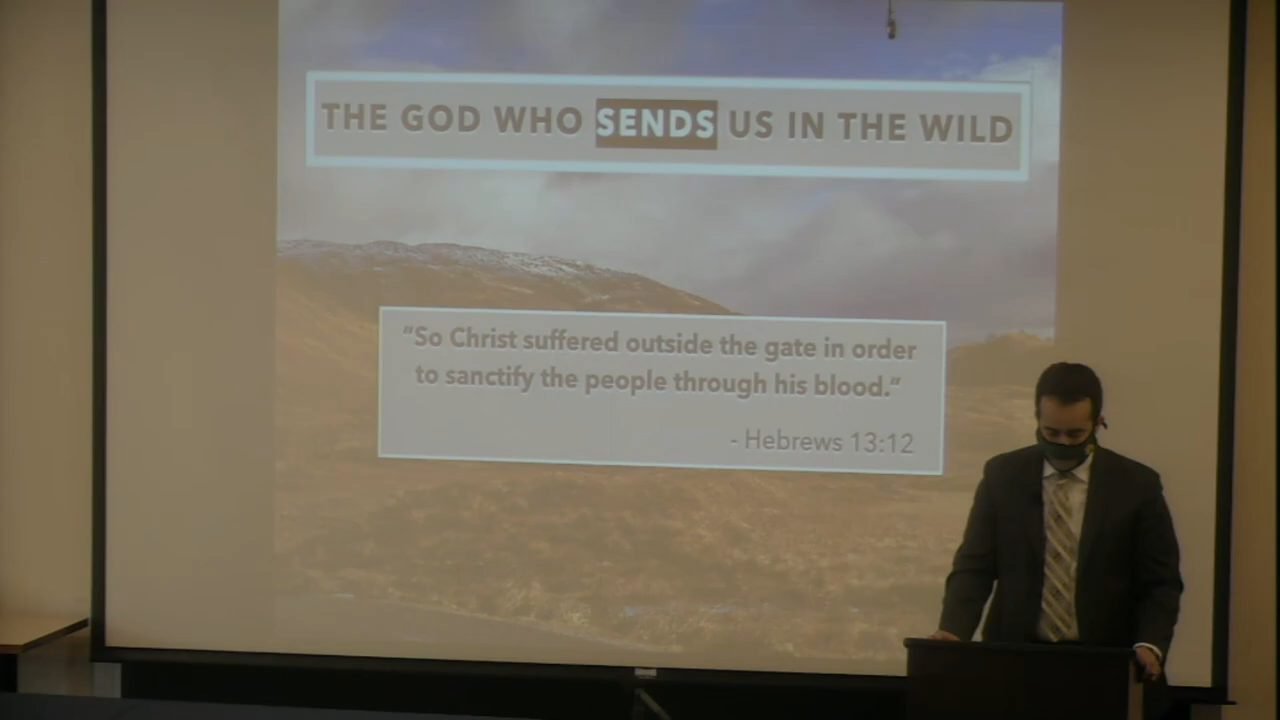 THE GOD WHO SENDS US IN THE WILD
“So Christ suffered outside the gate in order
to sanctify the people through his blood.”
- Hebrews 13:12